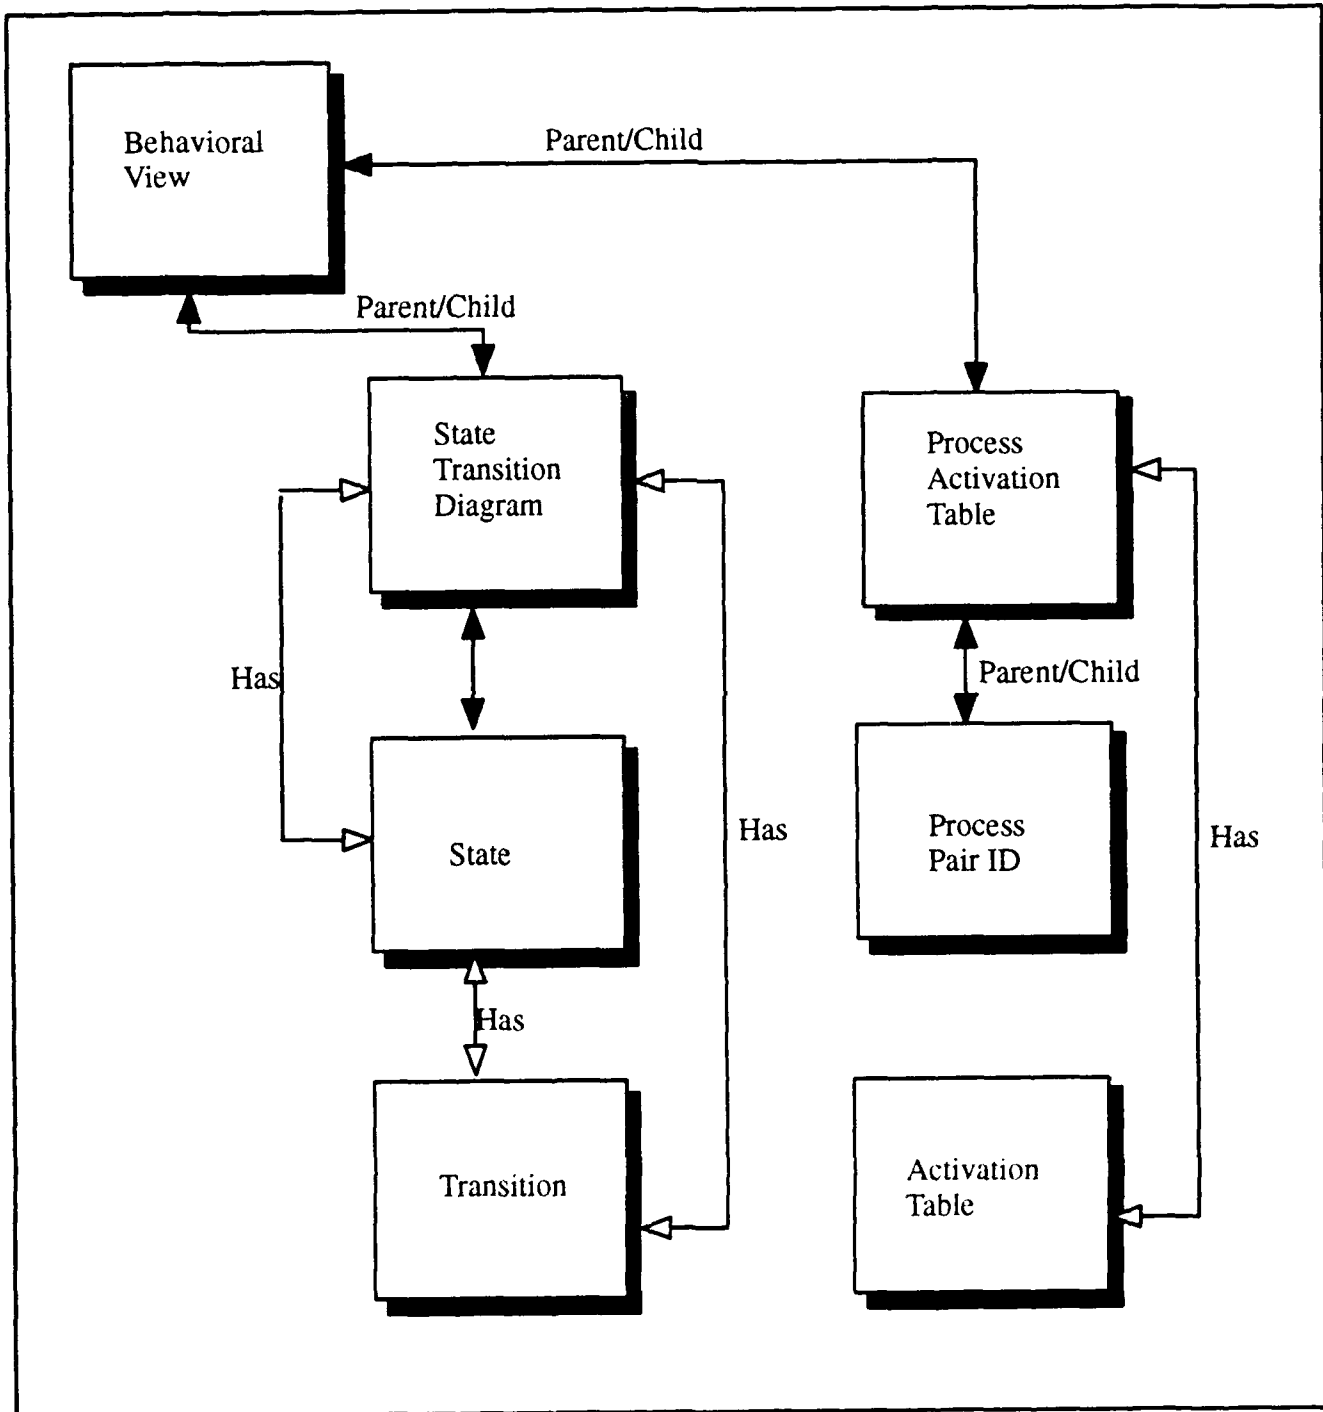 Behavioral
View
Parent/Child
Parent/Child
State
Transition
Diagram
Process
Activation
Table
Has
Parent/Child
State
Has
Process
Pair ID
Has
Has
Transition
Activation
Table